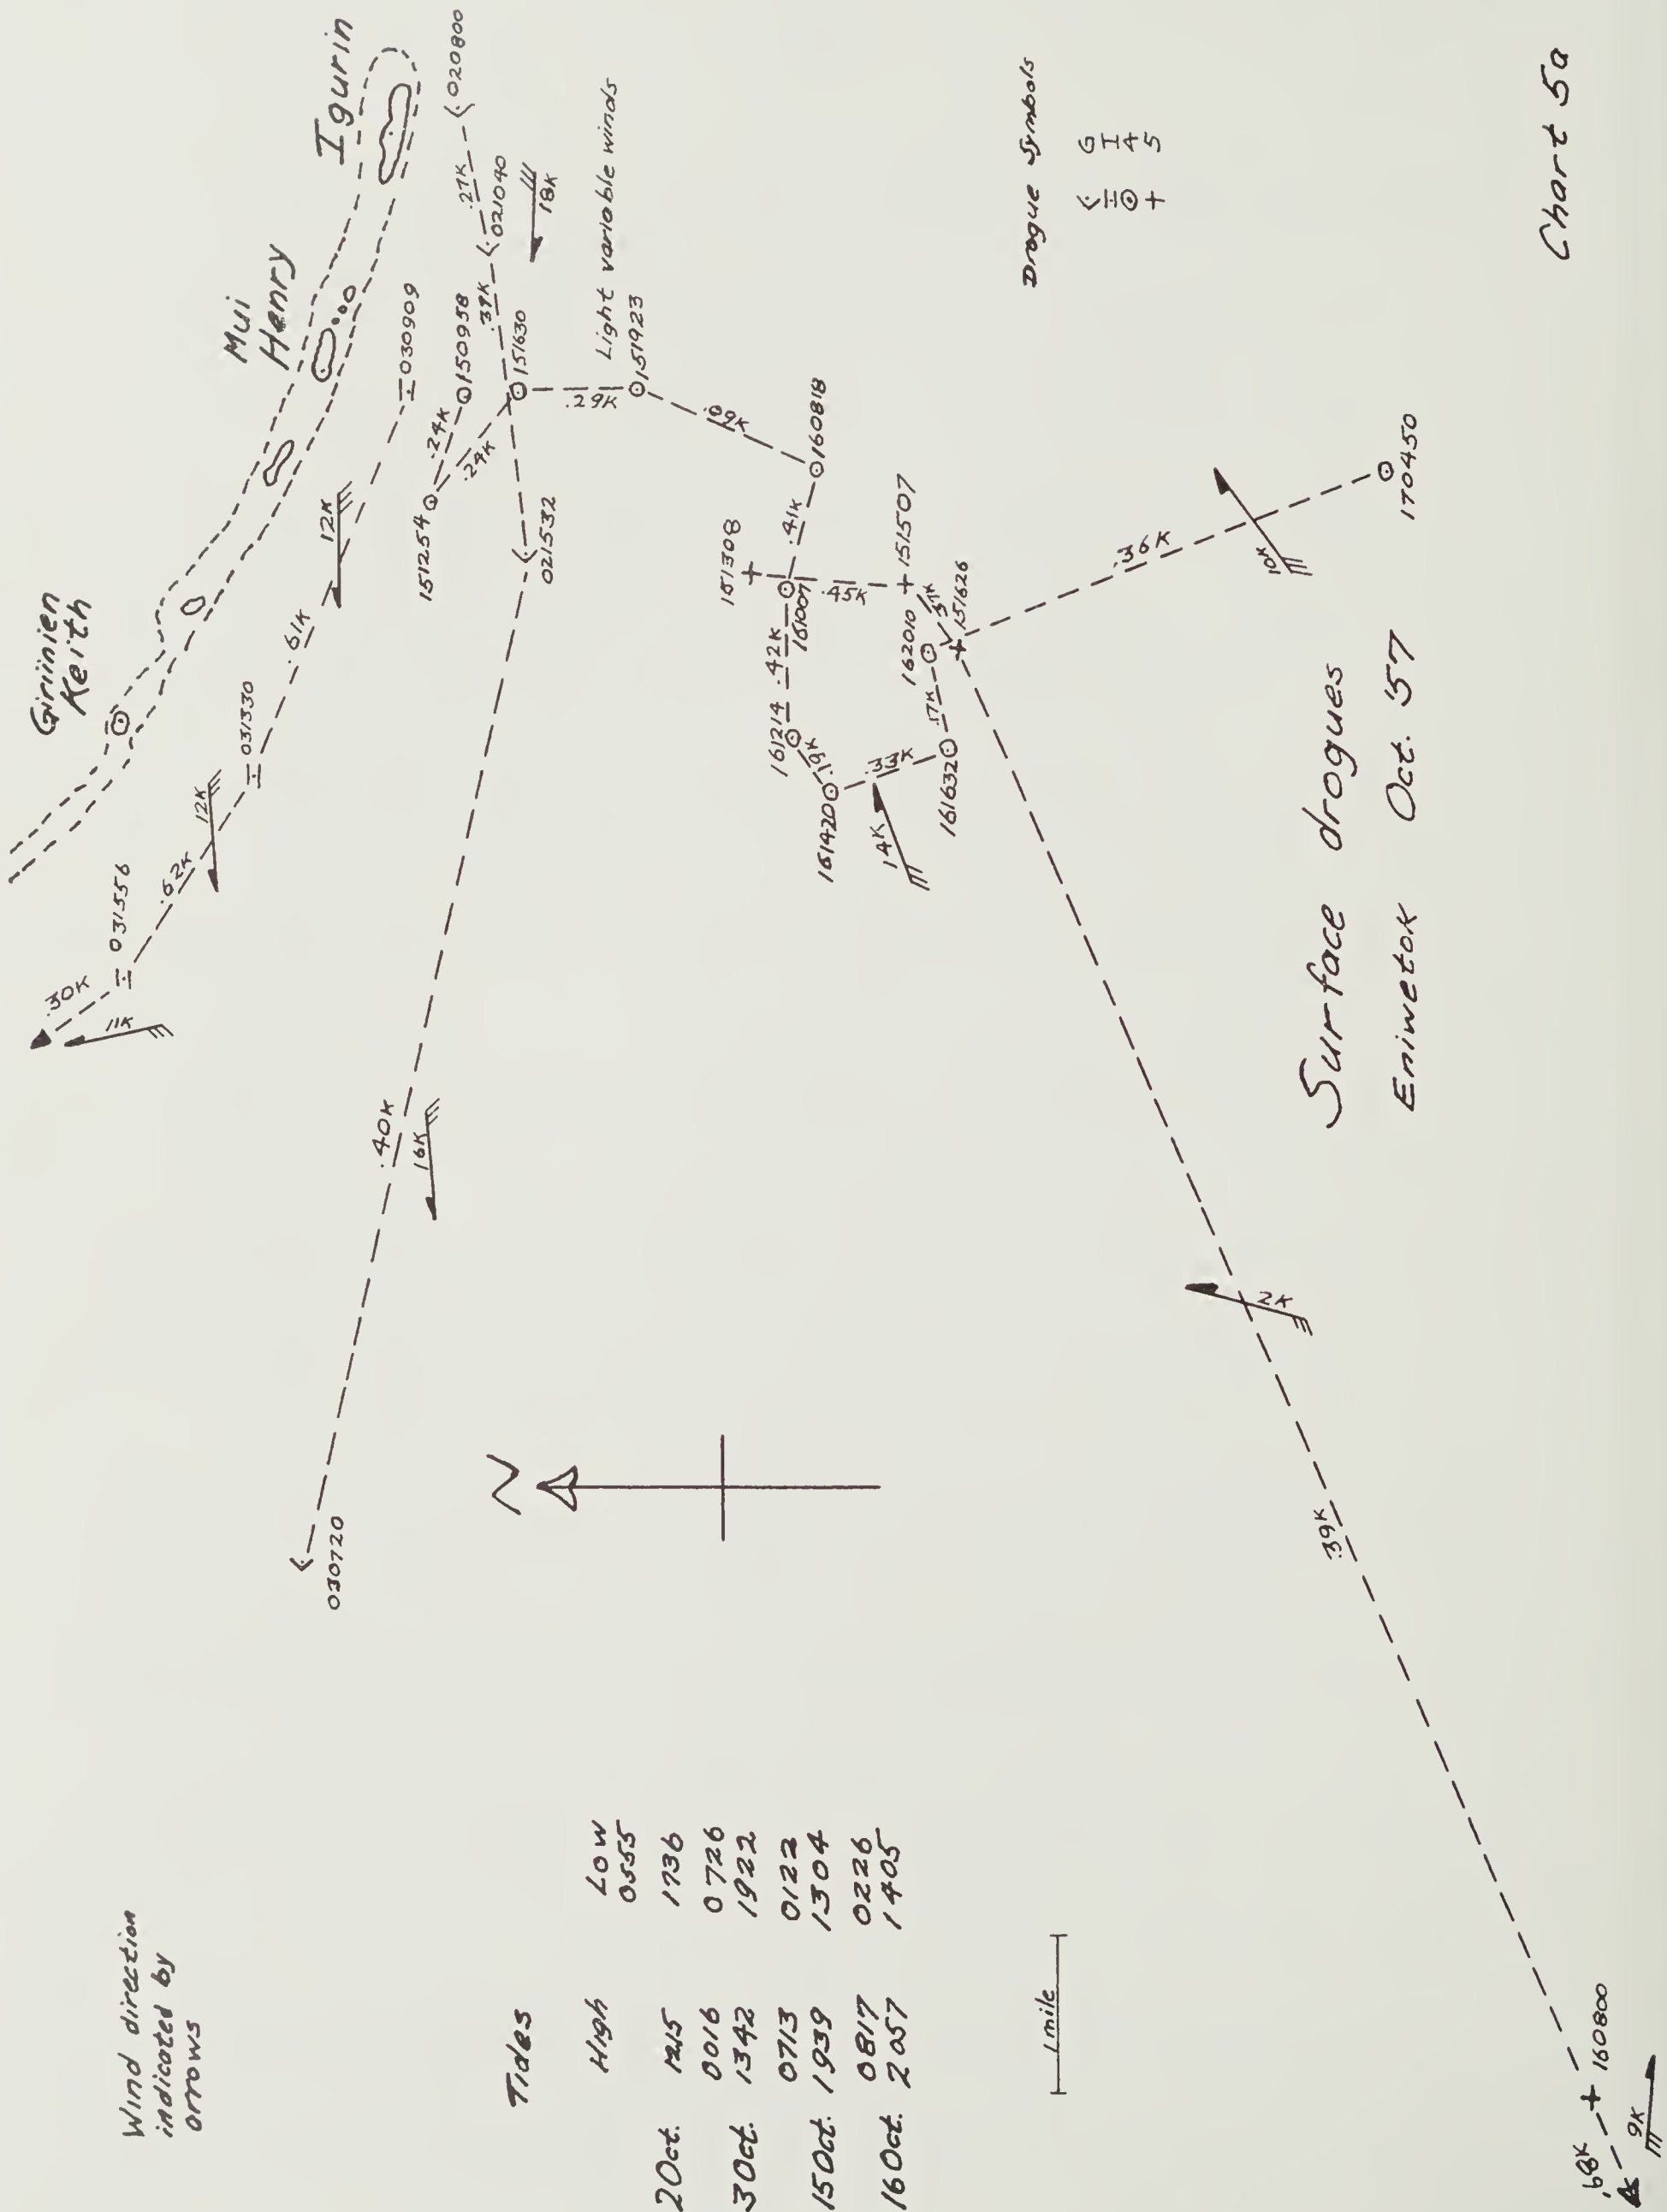 Wind direction
indicated by
arrows
Tides
High Low
0555
2 Oct. 1215 1736
0016 0726
3 Oct. 1342 1922
0713 0122
15 Oct. 1939 1304
0817 0226
16 Oct. 2057 1405
1 mile
N
Giriinien
Keith
Mui
Henry
Igurin
.30K
11K
031556
.62K
12K
031330
.61K
12K
030909
030720
.40K
16K
021532
.39K
021040
.27K
020800
18K
151254
.24K
150958
.24K
151630
.29K
Light variable winds
151923
.09K
160818
.41K
161007
.42K
161214
.19K
161420
.33K
14K
161632
.17K
162010
151308
.45K
151507
151626
.36K
10K
170450
2K
.39K
160800
.68K
9K
Drogue Symbols
G
I
4
5
Surface drogues
Eniwetok Oct. '57
Chart 5a